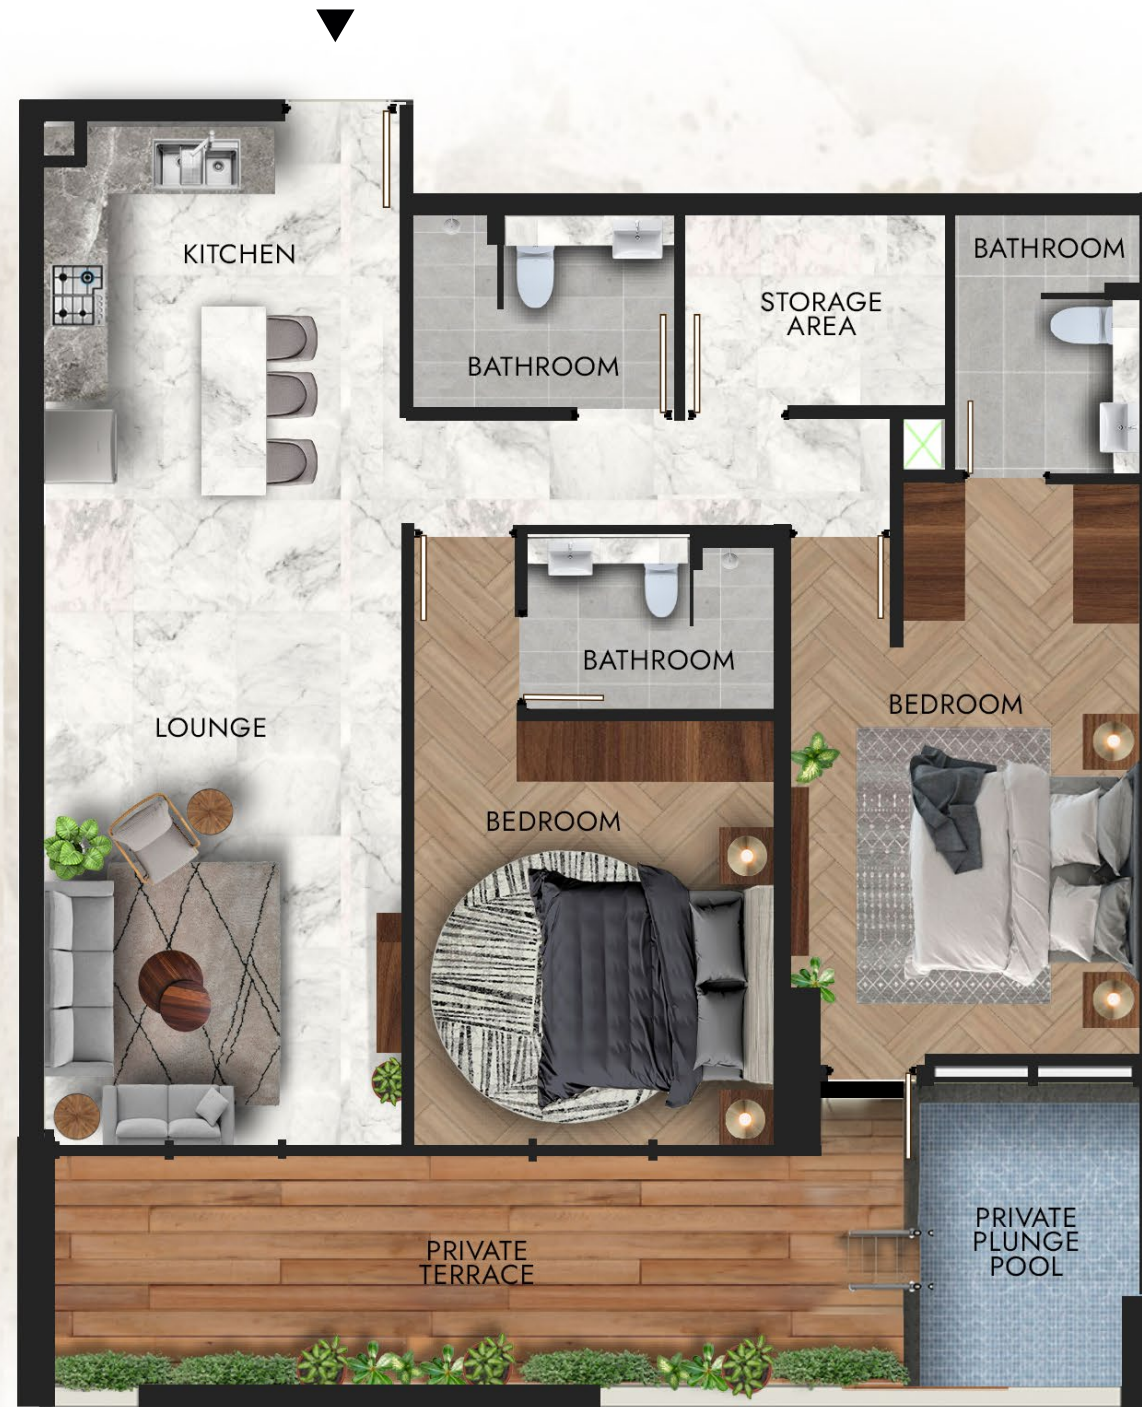 KITCHEN
BATHROOM
STORAGE
AREA
BATHROOM
BATHROOM
LOUNGE
BEDROOM
BEDROOM
PRIVATE
TERRACE
PRIVATE
PLUNGE
POOL